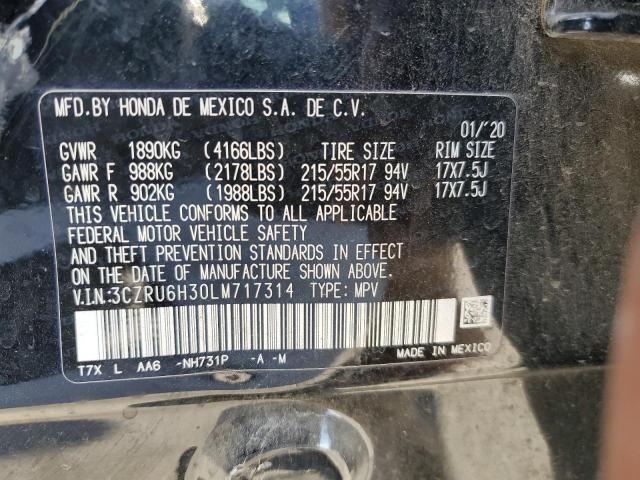 MFD.BY HONDA DE MEXICO S.A. DE C.V.
01/'20
GVWR 1890KG (4166LBS) TIRE SIZE RIM SIZE
GAWR F 988KG (2178LBS) 215/55R17 94V 17X7.5J
GAWR R 902KG (1988LBS) 215/55R17 94V 17X7.5J
THIS VEHICLE CONFORMS TO ALL APPLICABLE
FEDERAL MOTOR VEHICLE SAFETY
AND THEFT PREVENTION STANDARDS IN EFFECT
ON THE DATE OF MANUFACTURE SHOWN ABOVE.
V.I.N.:3CZRU6H30LM717314 TYPE: MPV
T7X L AA6 -NH731P -A -M MADE IN MEXICO